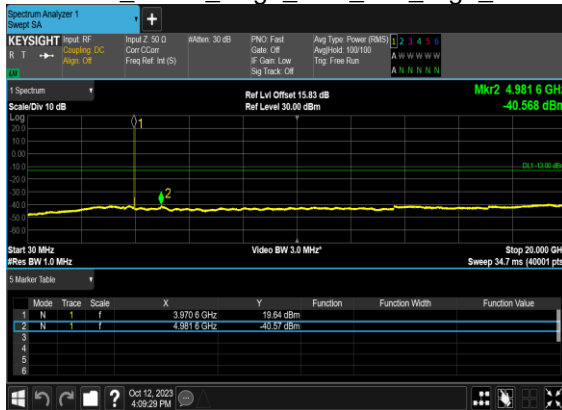 Spectrum Analyzer 1
Swept SA
KEYSIGHT Input: RF Input Z: 50 Ω #Atten: 30 dB PNO: Fast Avg Type: Power (RMS) 1 2 3 4 5 6
R T Coupling: DC Corr CCorr Gate: Off Avg|Hold: 100/100 A W W W W W
Align: Off Freq Ref: Int (S) IF Gain: Low Trig: Free Run
Sig Track: Off A N N N N N
1 Spectrum Ref Lvl Offset 15.83 dB Mkr2 4.981 6 GHz
Scale/Div 10 dB Ref Level 30.00 dBm -40.568 dBm
Log
20.0
10.0
0.00
-10.0
-20.0
-30.0
-40.0
-50.0
-60.0
1
2
DL1 -13.00 dBm
Start 30 MHz Video BW 3.0 MHz* Stop 20.000 GHz
#Res BW 1.0 MHz Sweep 34.7 ms (40001 pts)
5 Marker Table
Mode Trace Scale X Y Function Function Width Function Value
1 N 1 f 3.970 6 GHz 19.64 dBm
2 N 1 f 4.981 6 GHz -40.57 dBm
3
4
5
6
Oct 12, 2023
4:09:29 PM